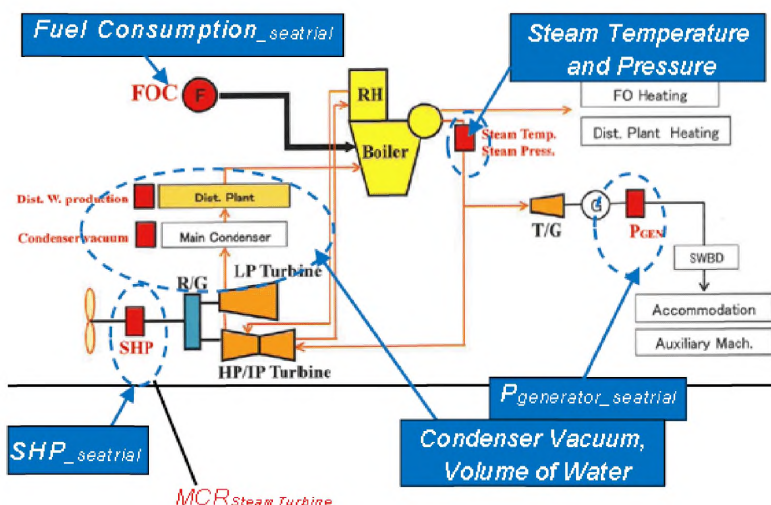 Fuel Consumption_seatrial
Steam Temperature
and Pressure
FOC
F
RH
Boiler
FO Heating
Dist. Plant Heating
Steam Temp.
Steam Press.
Dist. W. production
Dist. Plant
Condenser vacuum
Main Condenser
T/G
G
PGEN
SWBD
R/G
LP Turbine
SHP
HP/IP Turbine
Accommodation
Auxiliary Mach.
Pgenerator_seatrial
SHP_seatrial
Condenser Vacuum,
Volume of Water
MCRSteam Turbine